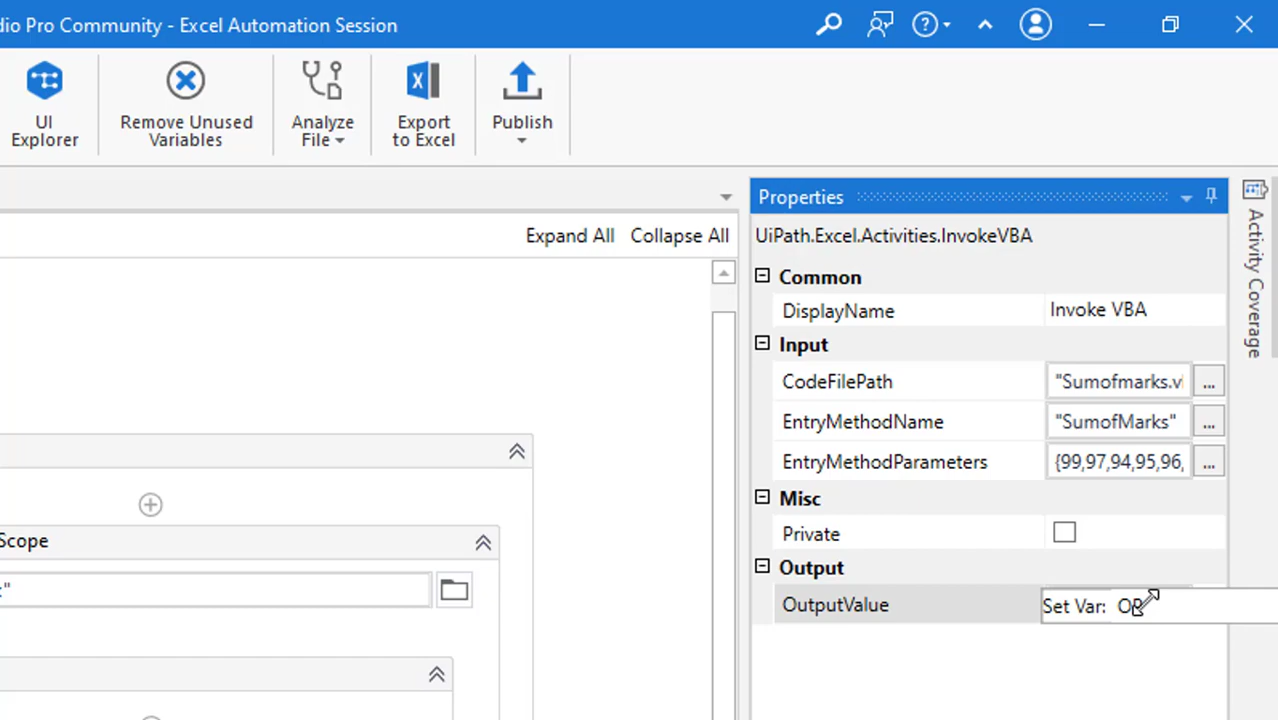 dio Pro Community - Excel Automation Session
UI Explorer
Remove Unused Variables
Analyze File
Export to Excel
Publish
Properties
Expand All Collapse All
UiPath.Excel.Activities.InvokeVBA
Common
DisplayName Invoke VBA
Input
CodeFilePath "Sumofmarks.v
EntryMethodName "SumofMarks"
EntryMethodParameters {99,97,94,95,96,
Misc
Private
Output
OutputValue Set Var:
Scope
"
Activity Coverage